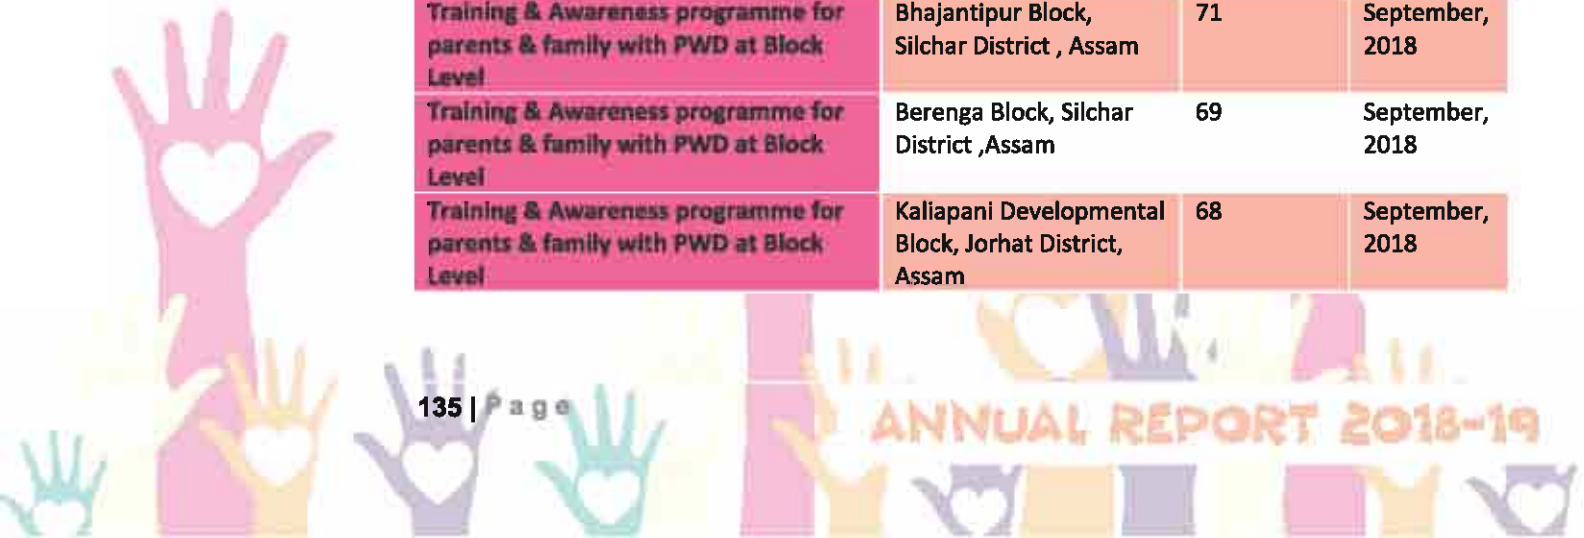 Training & Awareness programme for
parents & family with PWD at Block
Level
Bhajantipur Block,
Silchar District , Assam
71
September,
2018
Training & Awareness programme for
parents & family with PWD at Block
Level
Berenga Block, Silchar
District ,Assam
69
September,
2018
Training & Awareness programme for
parents & family with PWD at Block
Level
Kaliapani Developmental
Block, Jorhat District,
Assam
68
September,
2018
135 | Page
ANNUAL REPORT 2018-19